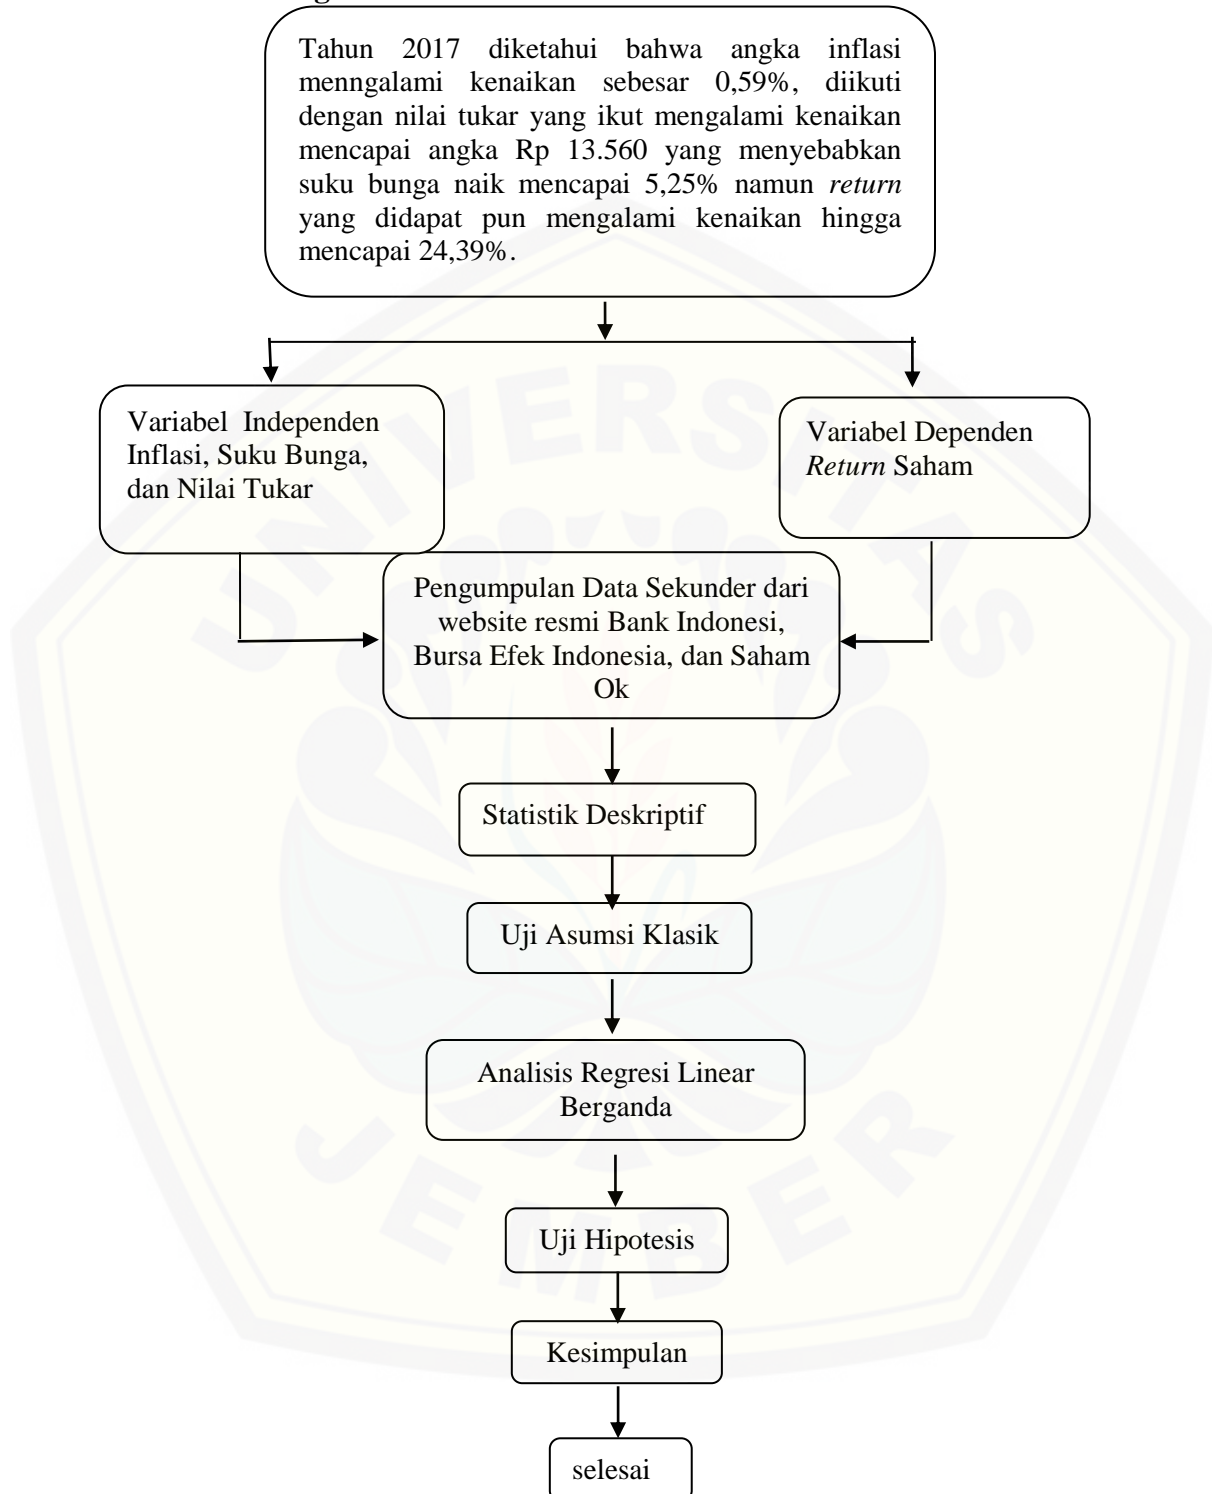 Tahun 2017 diketahui bahwa angka inflasi
menngalami kenaikan sebesar 0,59%, diikuti
dengan nilai tukar yang ikut mengalami kenaikan
mencapai angka Rp 13.560 yang menyebabkan
suku bunga naik mencapai 5,25% namun return
yang didapat pun mengalami kenaikan hingga
mencapai 24,39%.
Variabel Independen
Inflasi, Suku Bunga,
dan Nilai Tukar
Variabel Dependen
Return Saham
Pengumpulan Data Sekunder dari
website resmi Bank Indonesi,
Bursa Efek Indonesia, dan Saham
Ok
Statistik Deskriptif
Uji Asumsi Klasik
Analisis Regresi Linear
Berganda
Uji Hipotesis
Kesimpulan
selesai
UNIVERSITAS
JEMBER